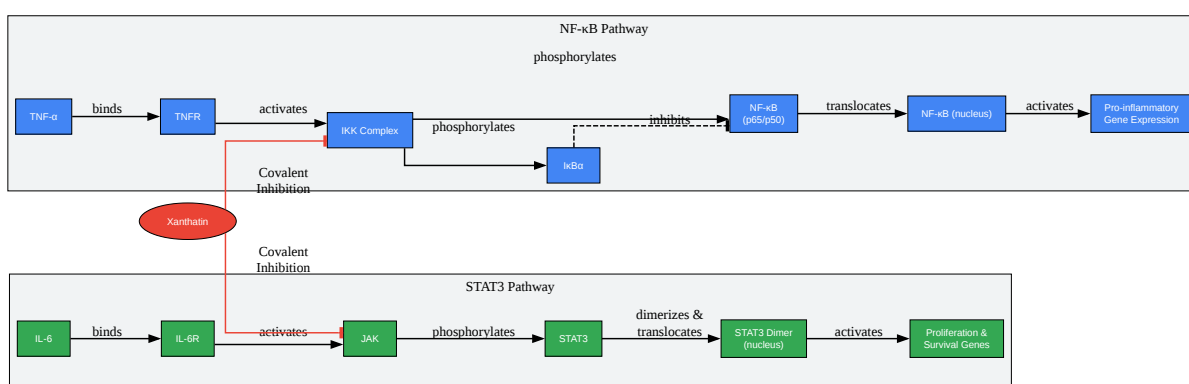 NF-κB Pathway
phosphorylates
TNF-α
binds
TNFR
activates
IKK Complex
phosphorylates
IκBα
inhibits
NF-κB
(p65/p50)
translocates
NF-κB (nucleus)
activates
Pro-inflammatory
Gene Expression
Covalent
Inhibition
Xanthatin
Covalent
Inhibition
STAT3 Pathway
IL-6
binds
IL-6R
activates
JAK
phosphorylates
STAT3
dimerizes &
translocates
STAT3 Dimer
(nucleus)
activates
Proliferation &
Survival Genes